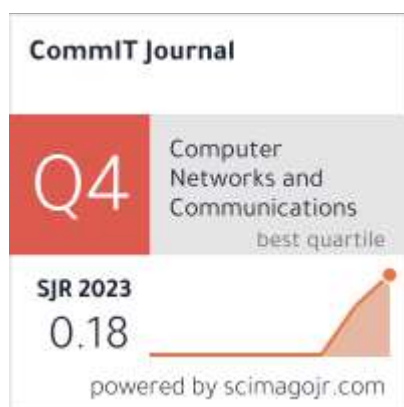 CommIT Journal
Q4
Computer
Networks and
Communications
best quartile
SJR 2023
0.18
powered by scimagojr.com